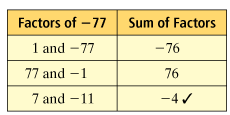 Factors of −77 Sum of Factors
1 and −77 −76
77 and −1 76
7 and −11 −4 ✓